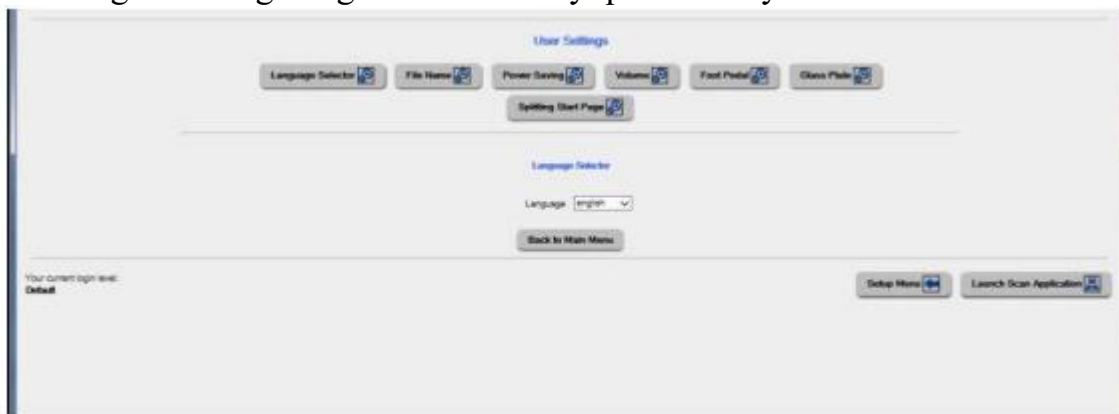 User Settings
Language Selector File Name Power Saving Volume Foot Pedal Glass Plate
Splitting Start Page
Language Selector
Language english
Back to Main Menu
Your current login level:
Default
Setup Menu Launch Scan Application